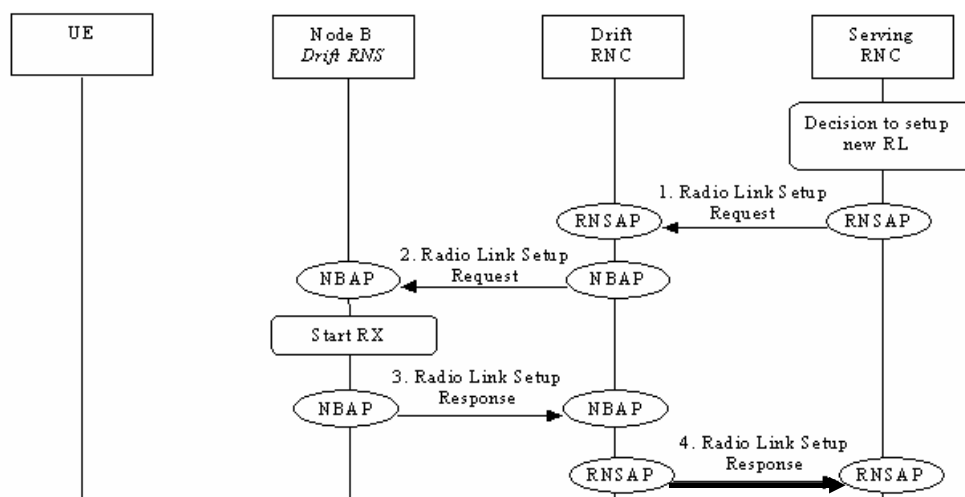 UE
Node B
Drift RNS
Drift
RNC
Serving
RNC
Decision to setup
new RL
1. Radio Link Setup
Request
RNSAP
RNSAP
2. Radio Link Setup
Request
NBAP
NBAP
Start RX
3. Radio Link Setup
Response
NBAP
NBAP
4. Radio Link Setup
Response
RNSAP
RNSAP